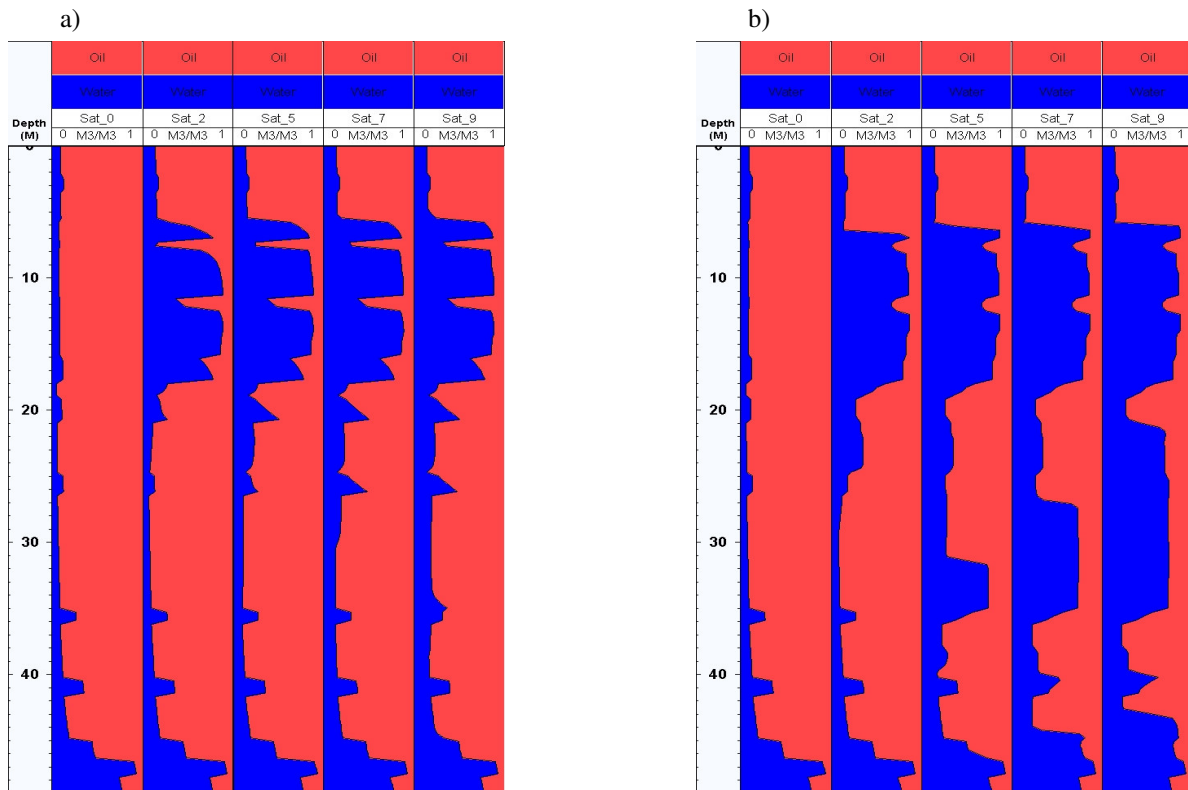 a)
Oil Oil Oil Oil Oil
Water Water Water Water Water
Depth (M) Sat_0 Sat_2 Sat_5 Sat_7 Sat_9
0 M3/M3 1 0 M3/M3 1 0 M3/M3 1 0 M3/M3 1 0 M3/M3 1
0
10
20
30
40
b)
Oil Oil Oil Oil Oil
Water Water Water Water Water
Depth (M) Sat_0 Sat_2 Sat_5 Sat_7 Sat_9
0 M3/M3 1 0 M3/M3 1 0 M3/M3 1 0 M3/M3 1 0 M3/M3 1
0
10
20
30
40